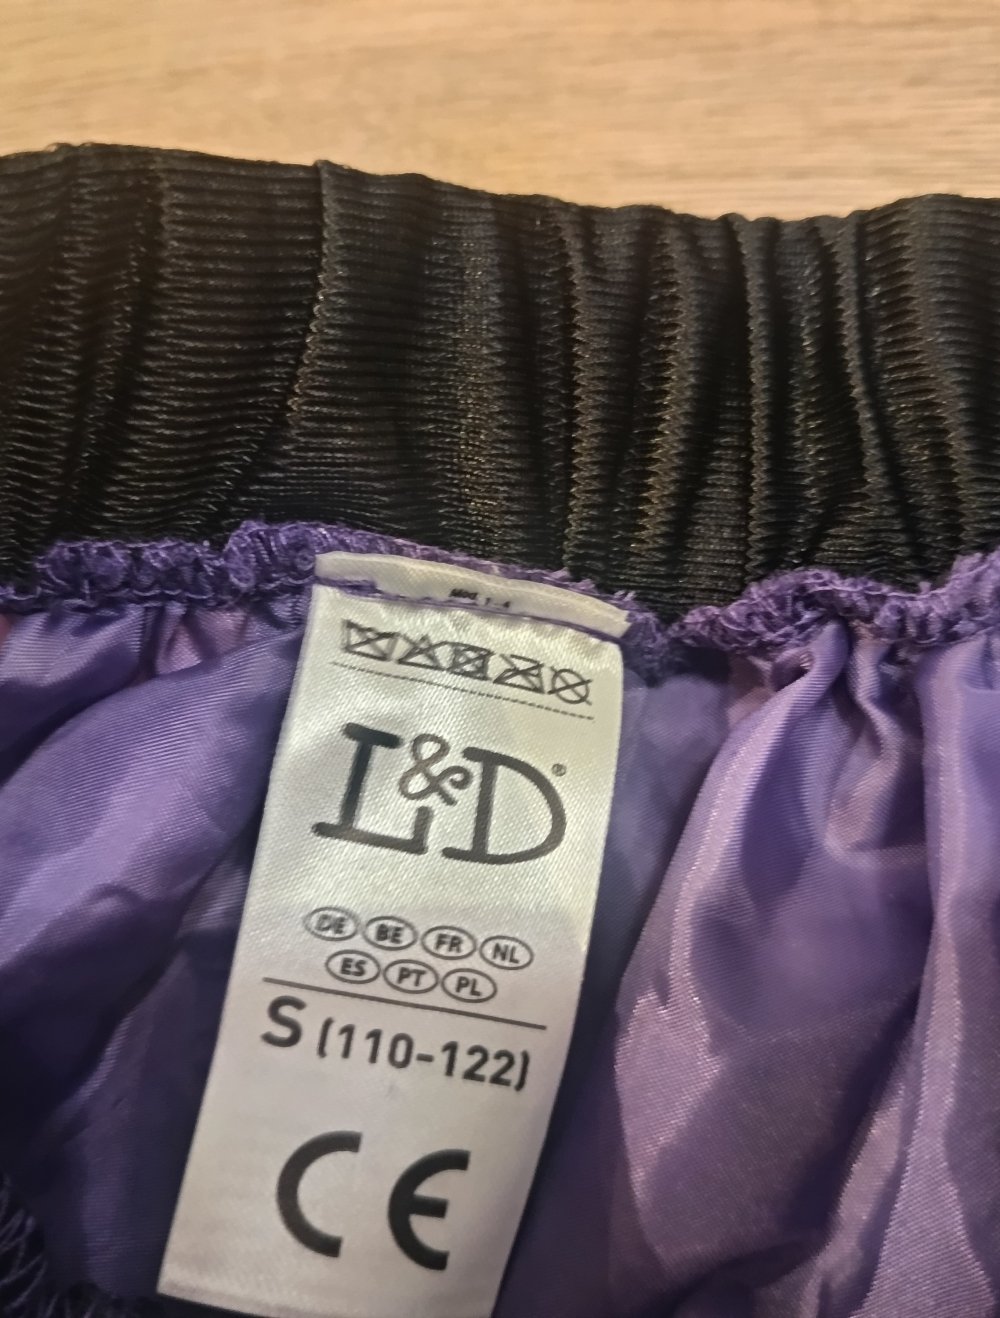 L&D®
DE BE FR NL
ES PT PL
S (110-122)
CE